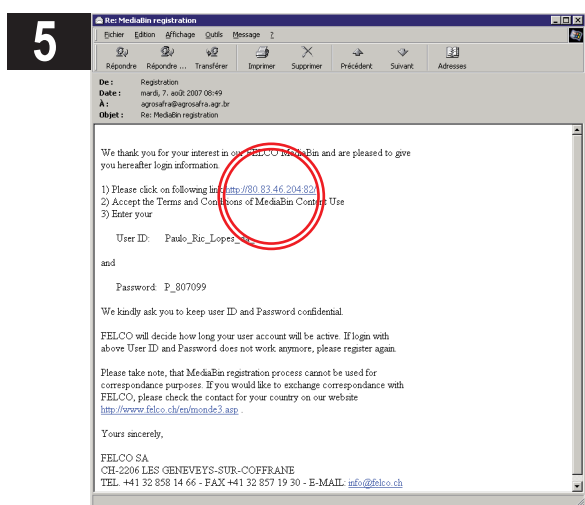 5
Re: MediaBin registration
Fichier Edition Affichage Outils Message ?
Répondre Répondre ... Transférer Imprimer Supprimer Précédent Suivant Adresses
De : Registration
Date : mardi, 7. août 2007 08:49
À : agrosafra@agrosafra.agr.br
Objet : Re: MediaBin registration
We thank you for your interest in our FELCO MediaBin and are pleased to give
you hereafter login information.
1) Please click on following link http://80.83.46.204:82/
2) Accept the Terms and Conditions of MediaBin Content Use
3) Enter your
User ID: Paulo_Ric_Lopes_
and
Password: P_807099
We kindly ask you to keep user ID and Password confidential.
FELCO will decide how long your user account will be active. If login with
above User ID and Password does not work anymore, please register again.
Please take note, that MediaBin registration process cannot be used for
correspondance purposes. If you would like to exchange correspondance with
FELCO, please check the contact for your country on our website
http://www.felco.ch/en/monde3.asp .
Yours sincerely,
FELCO SA
CH-2206 LES GENEVEYS-SUR-COFFRANE
TEL. +41 32 858 14 66 - FAX +41 32 857 19 30 - E-MAIL: info@felco.ch